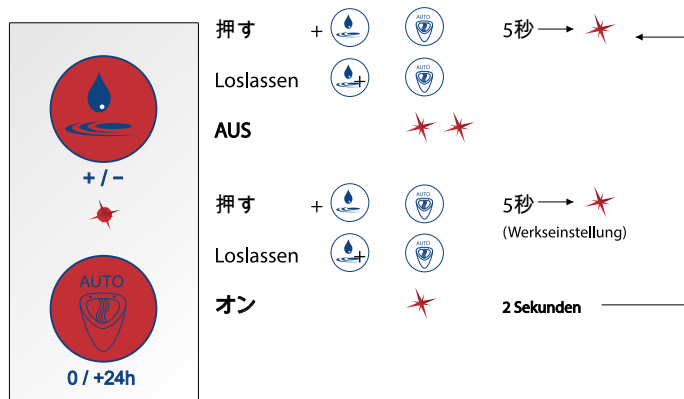 押す + AUTO 5秒
Loslassen + AUTO
AUS
+ / −
押す + AUTO 5秒
(Werkseinstellung)
Loslassen + AUTO
AUTO
オン 2 Sekunden
0 / +24h